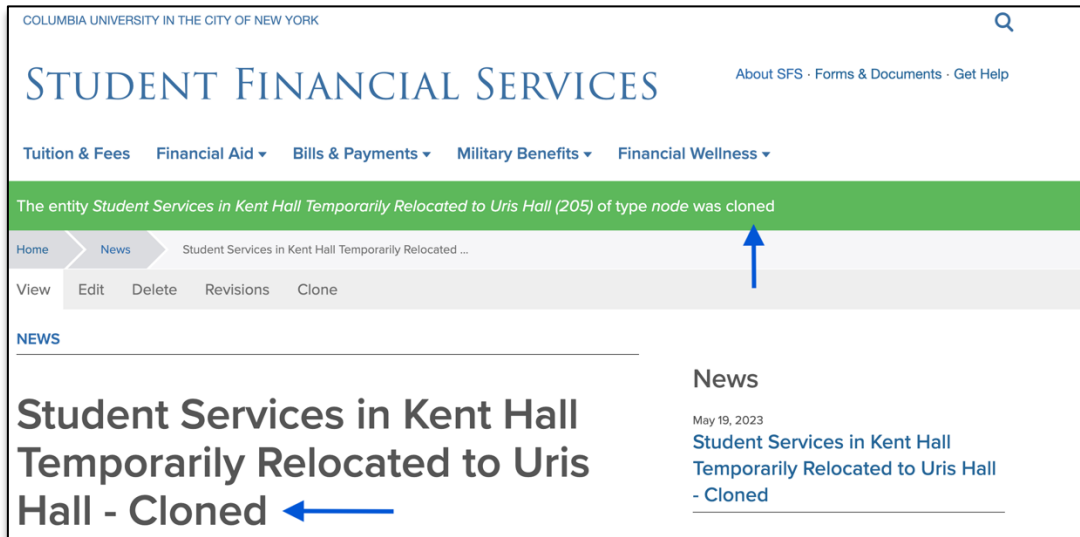 COLUMBIA UNIVERSITY IN THE CITY OF NEW YORK
STUDENT FINANCIAL SERVICES
About SFS · Forms & Documents · Get Help
Tuition & Fees Financial Aid Bills & Payments Military Benefits Financial Wellness
The entity Student Services in Kent Hall Temporarily Relocated to Uris Hall (205) of type node was cloned
Home News Student Services in Kent Hall Temporarily Relocated ...
View Edit Delete Revisions Clone
NEWS
Student Services in Kent Hall
Temporarily Relocated to Uris
Hall - Cloned
News
May 19, 2023
Student Services in Kent Hall
Temporarily Relocated to Uris Hall
- Cloned